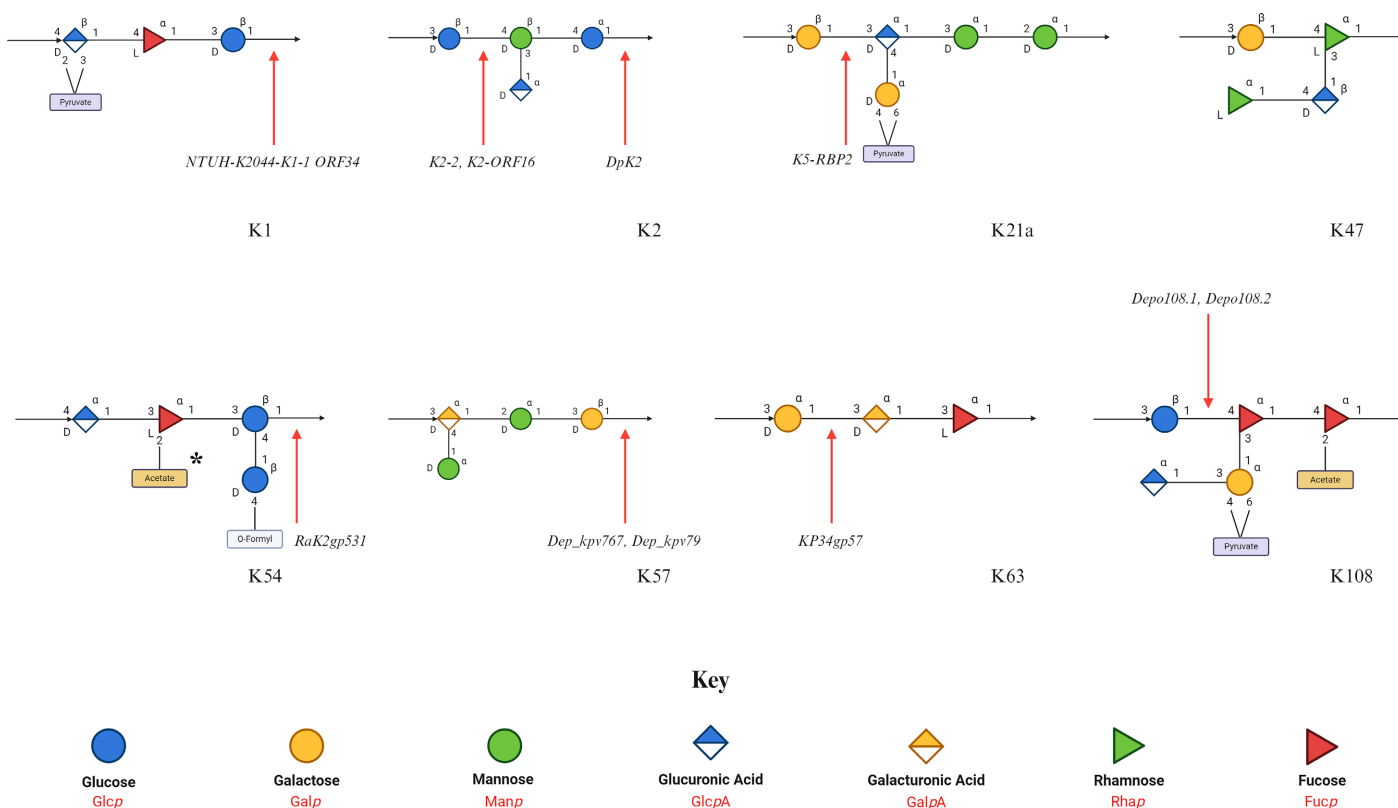 β β β α β α α α β α
4 1 4 α 1 3 1 3 1 4 1 4 1 3 1 3 1 3 1 2 1 3 1 4 1
D L D D D D D D D D D L
2 3 3 4 3
1 α 1 α α 1 β
D D 1 4
Pyruvate 4 6 L D
NTUH-K2044-K1-1 ORF34 K2-2, K2-ORF16 DpK2 K5-RBP2 Pyruvate
K1 K2 K21a K47
Depo108.1, Depo108.2
α α β α α β α α α β α α
4 1 3 1 3 1 3 1 2 1 3 1 3 1 3 1 3 1 3 1 4 1 4 1
D L D D D D D D L
2 4 4 3 2
1 β 1 α α 1 1 α
Acetate * D D 3 Acetate
4 4 6
O-Formyl RaK2gp531 Dep_kpv767, Dep_kpv79 KP34gp57 Pyruvate
K54 K57 K63 K108
Key
Glucose Galactose Mannose Glucuronic Acid Galacturonic Acid Rhamnose Fucose
Glcp Galp Manp GlcpA GalpA Rhap Fucp